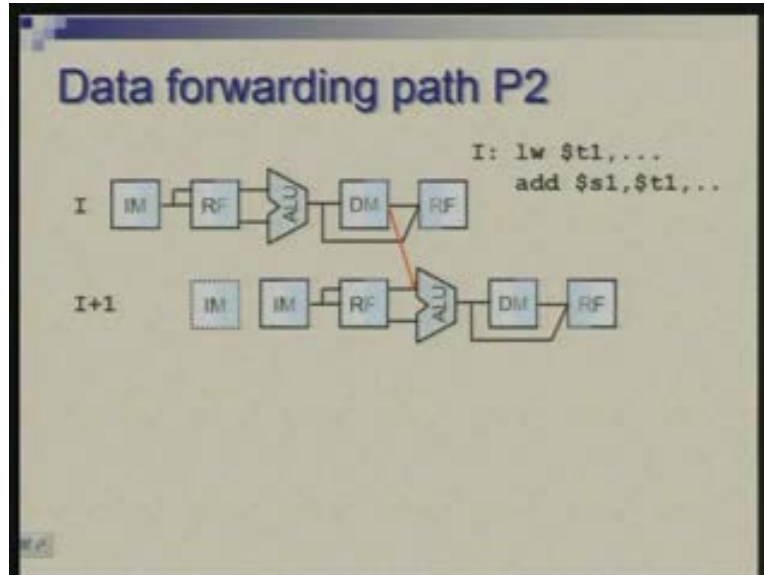 Data forwarding path P2
I: lw $t1,...
add $s1,$t1,..
I IM RF ALU DM RF
I+1 IM IM RF ALU DM RF